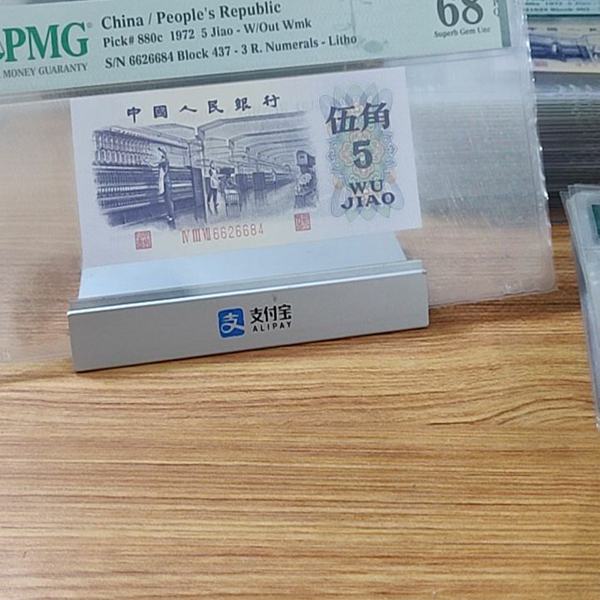 PMG
MONEY GUARANTY
China / People's Republic
Pick# 880c 1972 5 Jiao - W/Out Wmk
S/N 6626684 Block 437 - 3 R. Numerals - Litho
68
Superb Gem Unc
中國人民銀行
伍角
5
WU
JIAO
Ⅳ Ⅲ Ⅶ 6626684
支 支付宝
ALIPAY